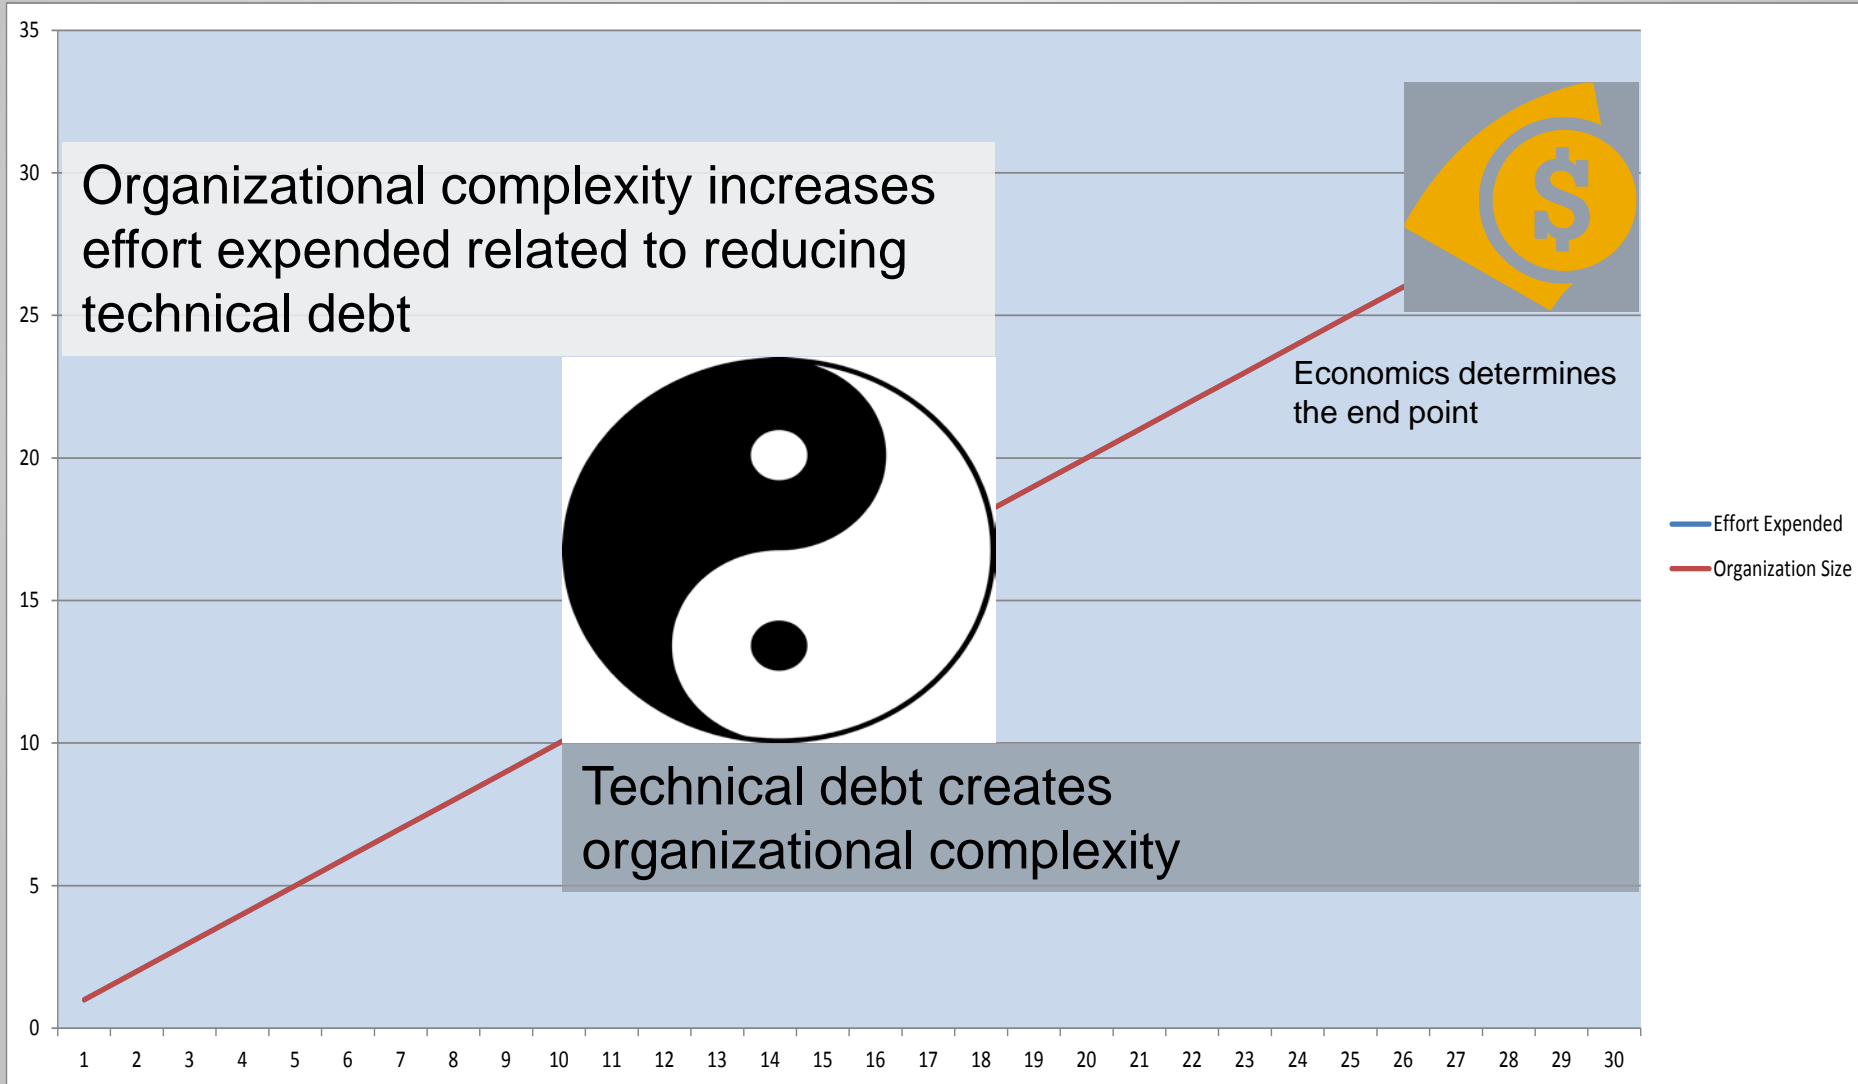 35
30
25
20
15
10
5
0
Organizational complexity increases
effort expended related to reducing
technical debt
$
Economics determines
the end point
Technical debt creates
organizational complexity
Effort Expended
Organization Size
1 2 3 4 5 6 7 8 9 10 11 12 13 14 15 16 17 18 19 20 21 22 23 24 25 26 27 28 29 30